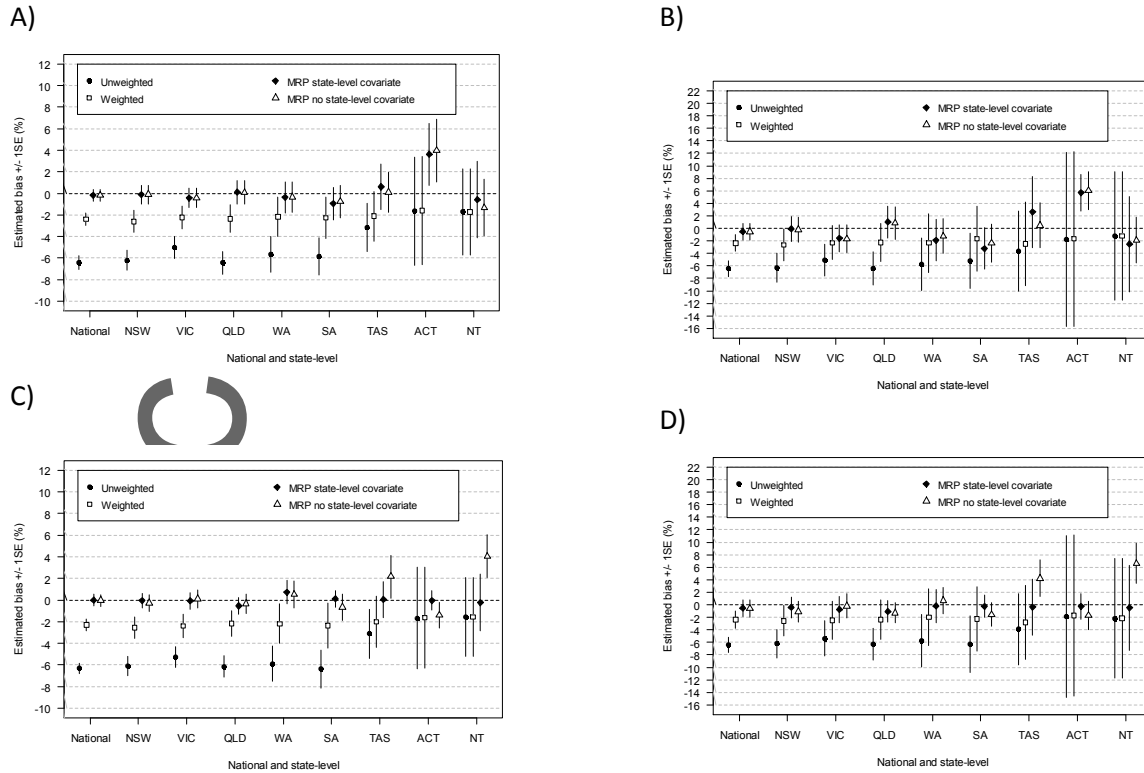 A)
B)
12
10
8
6
4
2
0
-2
-4
-6
-8
-10
Estimated bias +/- 1SE (%)
Unweighted
Weighted
MRP state-level covariate
MRP no state-level covariate
National NSW VIC QLD WA SA TAS ACT NT
National and state-level
22
20
18
16
14
12
10
8
6
4
2
0
-2
-4
-6
-8
-10
-12
-14
-16
Estimated bias +/- 1SE (%)
Unweighted
Weighted
MRP state-level covariate
MRP no state-level covariate
National NSW VIC QLD WA SA TAS ACT NT
National and state-level
C)
D)
12
10
8
6
4
2
0
-2
-4
-6
-8
-10
Estimated bias +/- 1SE (%)
Unweighted
Weighted
MRP state-level covariate
MRP no state-level covariate
National NSW VIC QLD WA SA TAS ACT NT
National and state-level
22
20
18
16
14
12
10
8
6
4
2
0
-2
-4
-6
-8
-10
-12
-14
-16
Estimated bias +/- 1SE (%)
Unweighted
Weighted
MRP state-level covariate
MRP no state-level covariate
National NSW VIC QLD WA SA TAS ACT NT
National and state-level